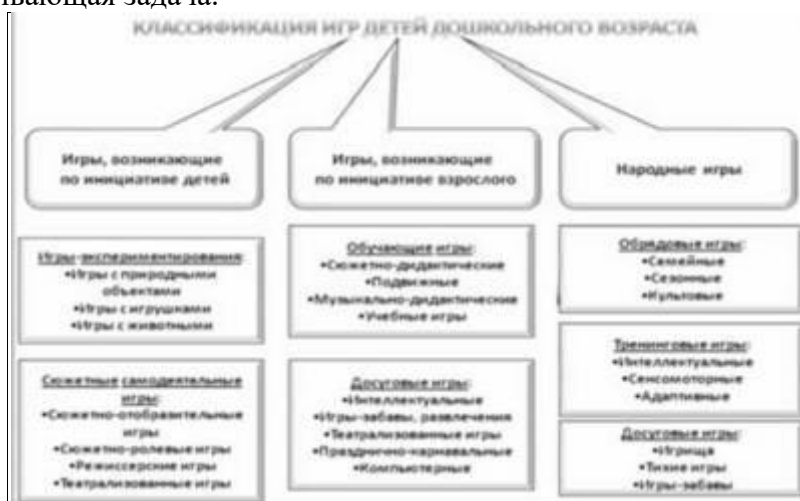 вающая задача.
КЛАССИФИКАЦИЯ ИГР ДЕТЕЙ ДОШКОЛЬНОГО ВОЗРАСТА
Игры, возникающие
по инициативе детей
Игры, возникающие
по инициативе взрослого
Народные игры
Игры-экспериментирования:
•Игры с природными
объектами
•Игры с игрушками
•Игры с животными
Сюжетные самодеятельные
игры:
•Сюжетно-отобразительные
игры
•Сюжетно-ролевые игры
•Режиссерские игры
•Театрализованные игры
Обучающие игры:
•Сюжетно-дидактические
•Подвижные
•Музыкально-дидактические
•Учебные игры
Досуговые игры:
•Интеллектуальные
•Игры-забавы, развлечения
•Театрализованные игры
•Празднично-карнавальные
•Компьютерные
Обрядовые игры:
•Семейные
•Сезонные
•Культовые
Тренинговые игры:
•Интеллектуальные
•Сенсомоторные
•Адаптивные
Досуговые игры:
•Игрища
•Тихие игры
•Игры-забавы